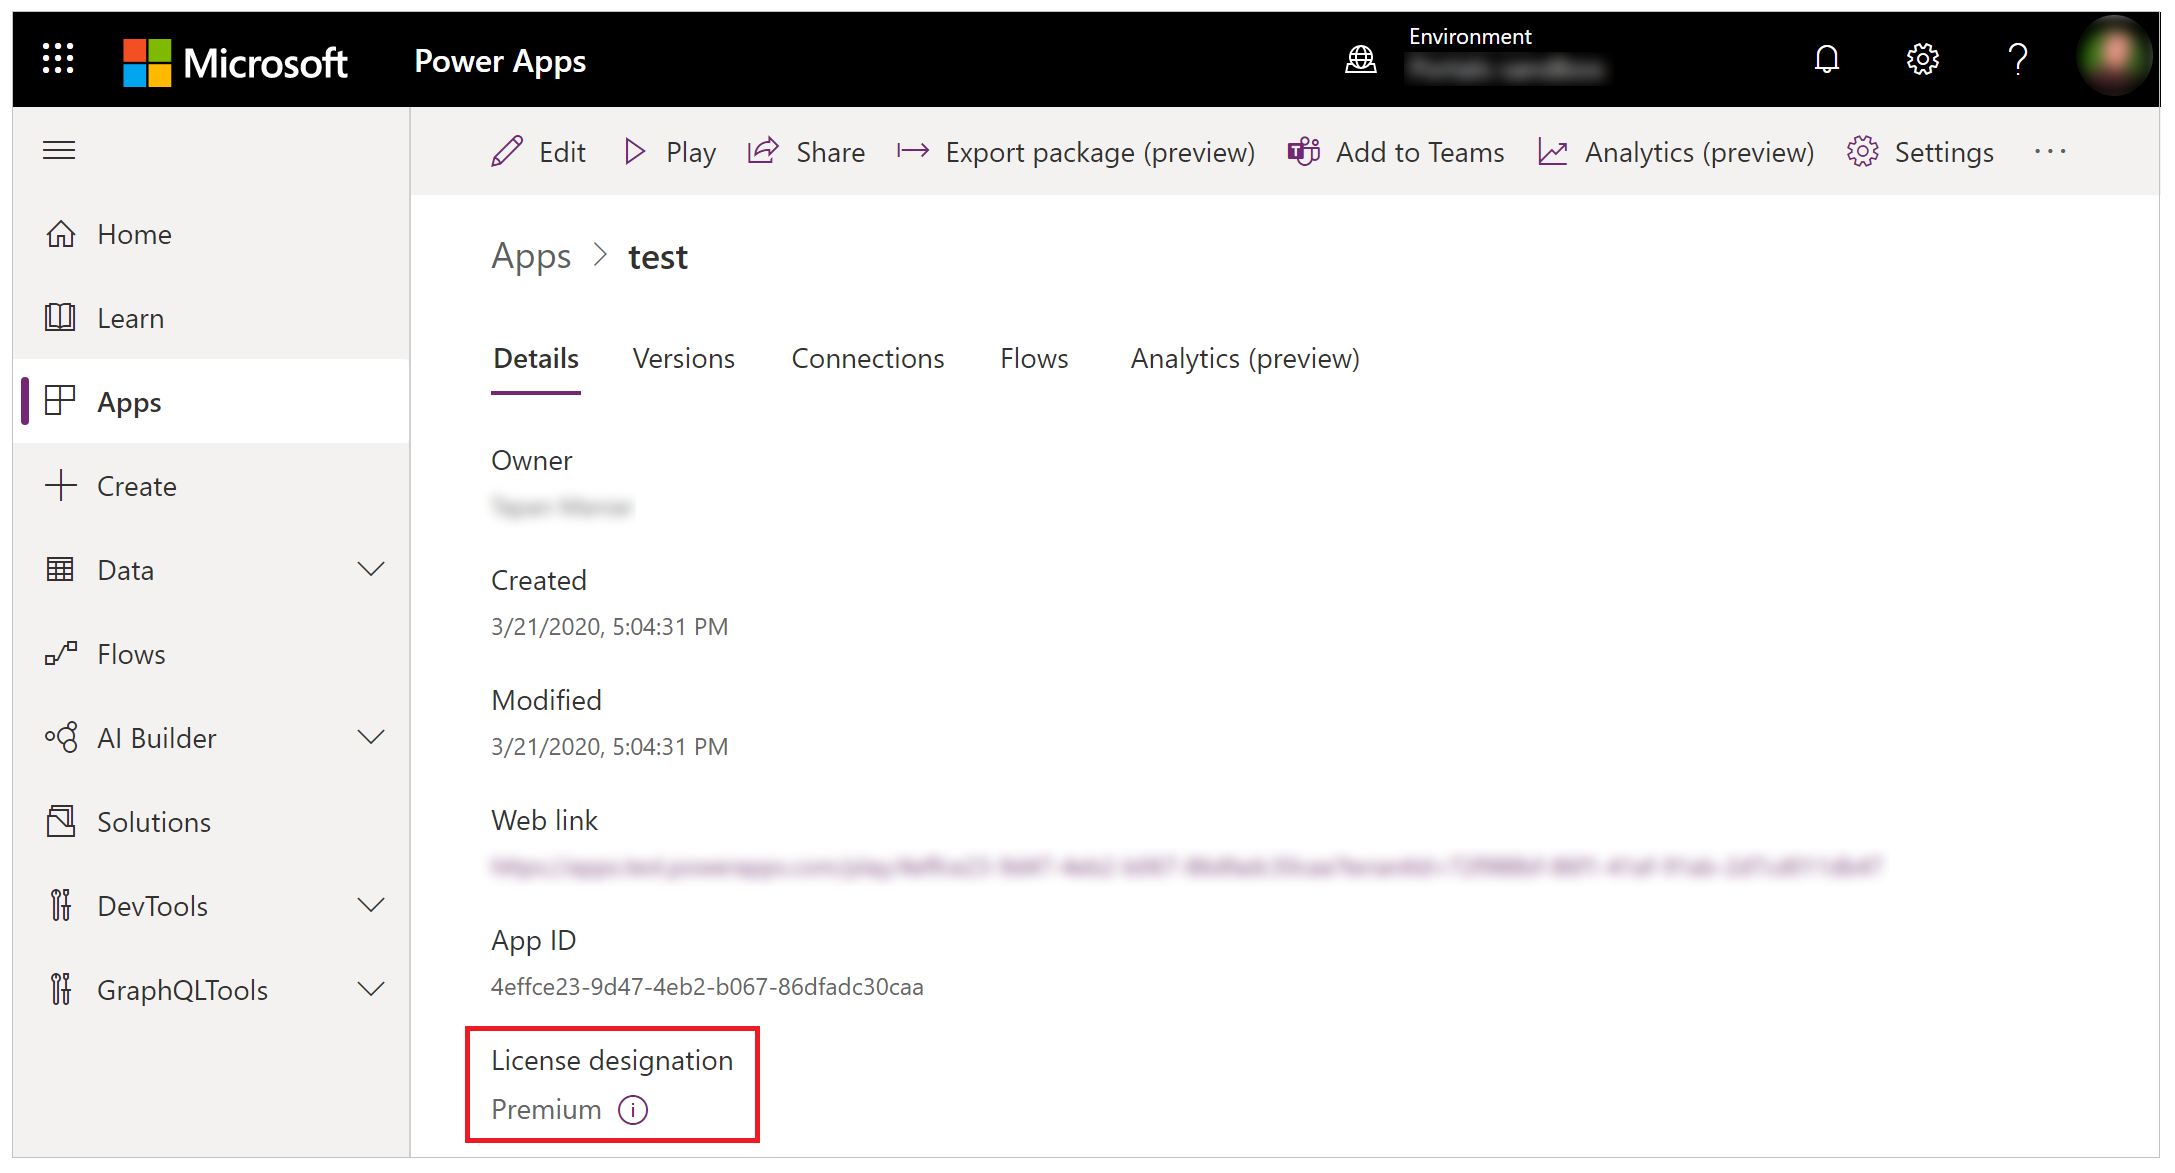 Microsoft
Power Apps
Environment
Edit
Play
Share
Export package (preview)
Add to Teams
Analytics (preview)
Settings
Home
Learn
Apps
Create
Data
Flows
AI Builder
Solutions
DevTools
GraphQLTools
Apps > test
Details
Versions
Connections
Flows
Analytics (preview)
Owner
Created
3/21/2020, 5:04:31 PM
Modified
3/21/2020, 5:04:31 PM
Web link
App ID
4effce23-9d47-4eb2-b067-86dfadc30caa
License designation
Premium